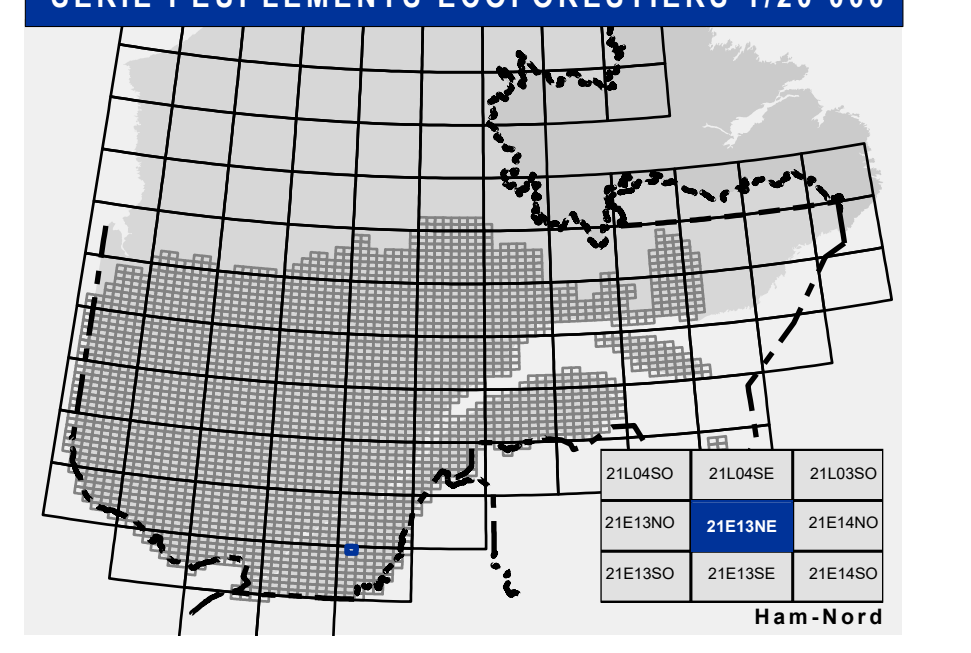 SÉRIE PEUPLEMENTS ÉCOFORESTIERS 1/20 000
21L04SO 21L04SE 21L03SO
21E13NO 21E13NE 21E14NO
21E13SO 21E13SE 21E14SO
Ham-Nord